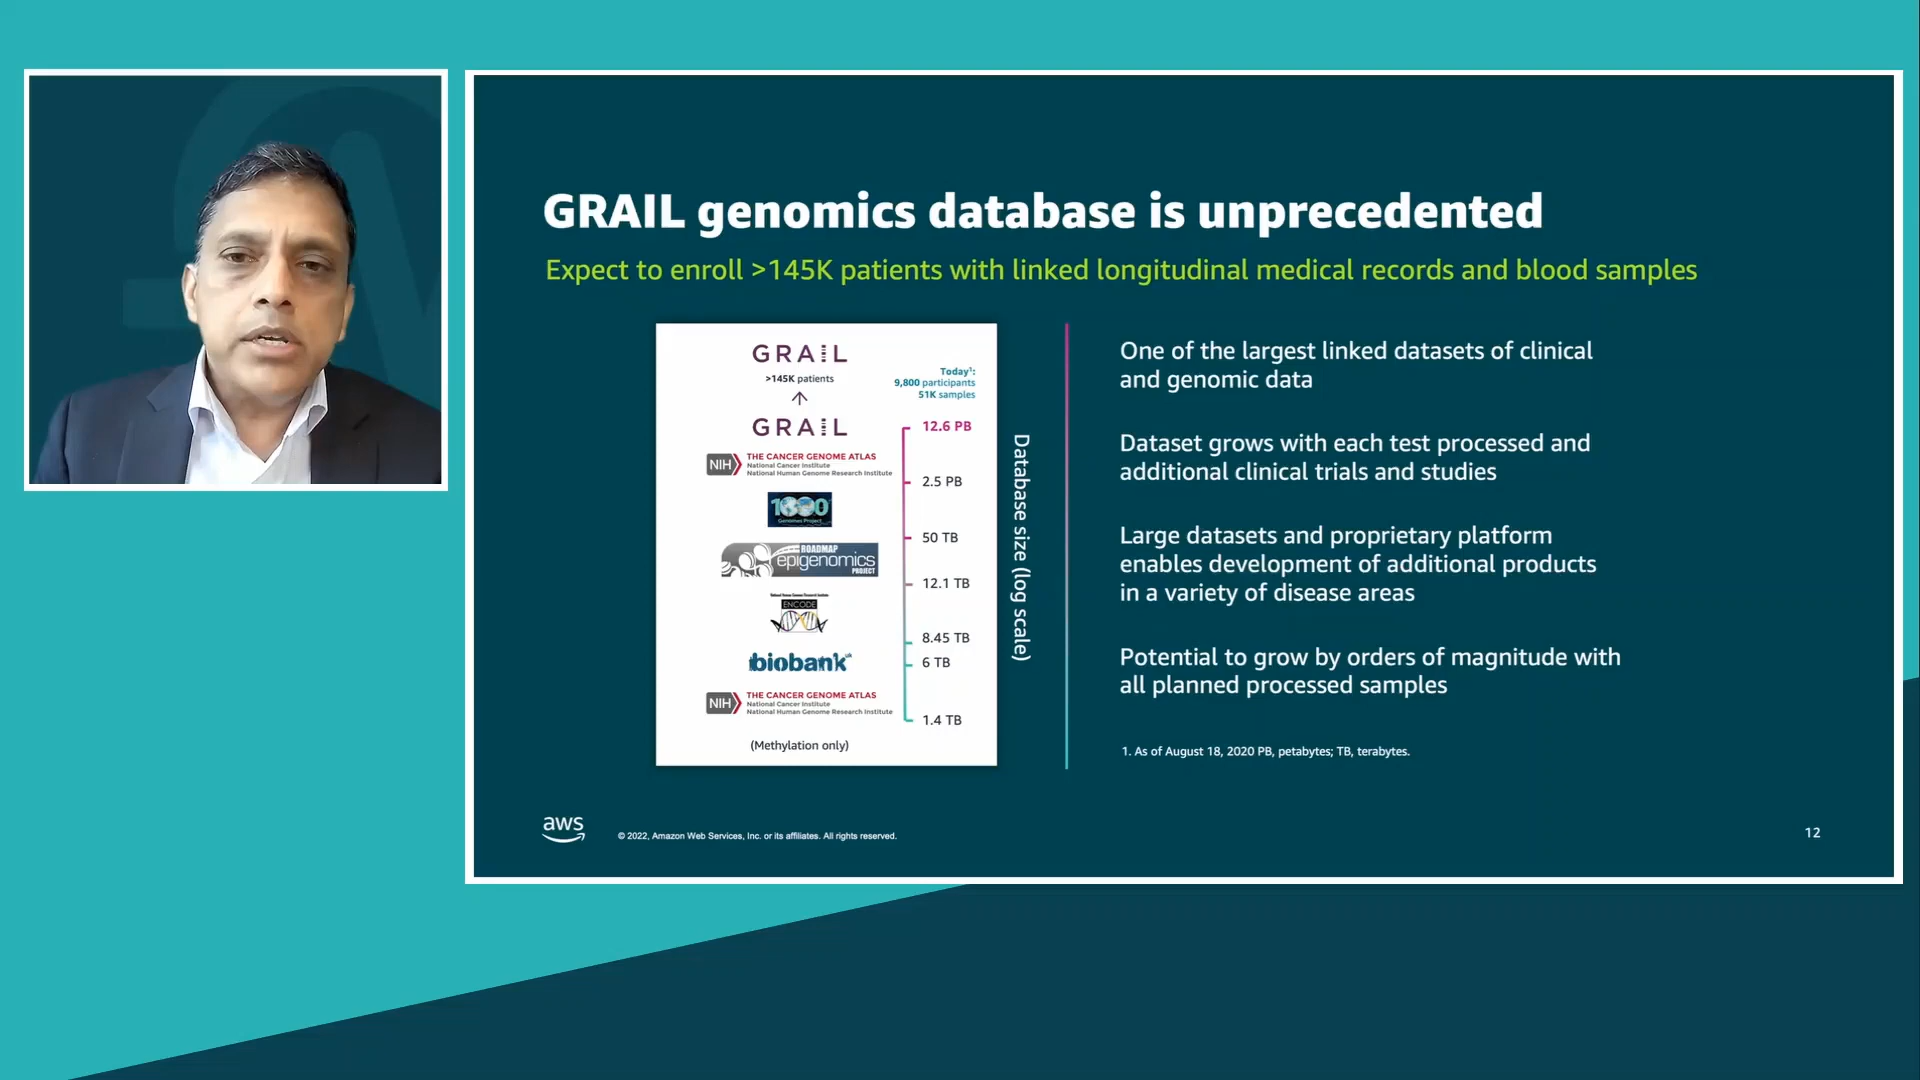 GRAIL genomics database is unprecedented
Expect to enroll >145K patients with linked longitudinal medical records and blood samples
GRAIL
>145K patients
Today¹:
9,800 participants
51K samples
GRAIL
12.6 PB
NIH
THE CANCER GENOME ATLAS
National Cancer Institute
National Human Genome Research Institute
2.5 PB
1000
Genomes Project
50 TB
ROADMAP
epigenomics
PROJECT
12.1 TB
National Human Genome Research Institute
ENCODE
8.45 TB
biobank uk
6 TB
NIH
THE CANCER GENOME ATLAS
National Cancer Institute
National Human Genome Research Institute
1.4 TB
(Methylation only)
Database size (log scale)
One of the largest linked datasets of clinical
and genomic data
Dataset grows with each test processed and
additional clinical trials and studies
Large datasets and proprietary platform
enables development of additional products
in a variety of disease areas
Potential to grow by orders of magnitude with
all planned processed samples
1. As of August 18, 2020 PB, petabytes; TB, terabytes.
aws
© 2022, Amazon Web Services, Inc. or its affiliates. All rights reserved.
12